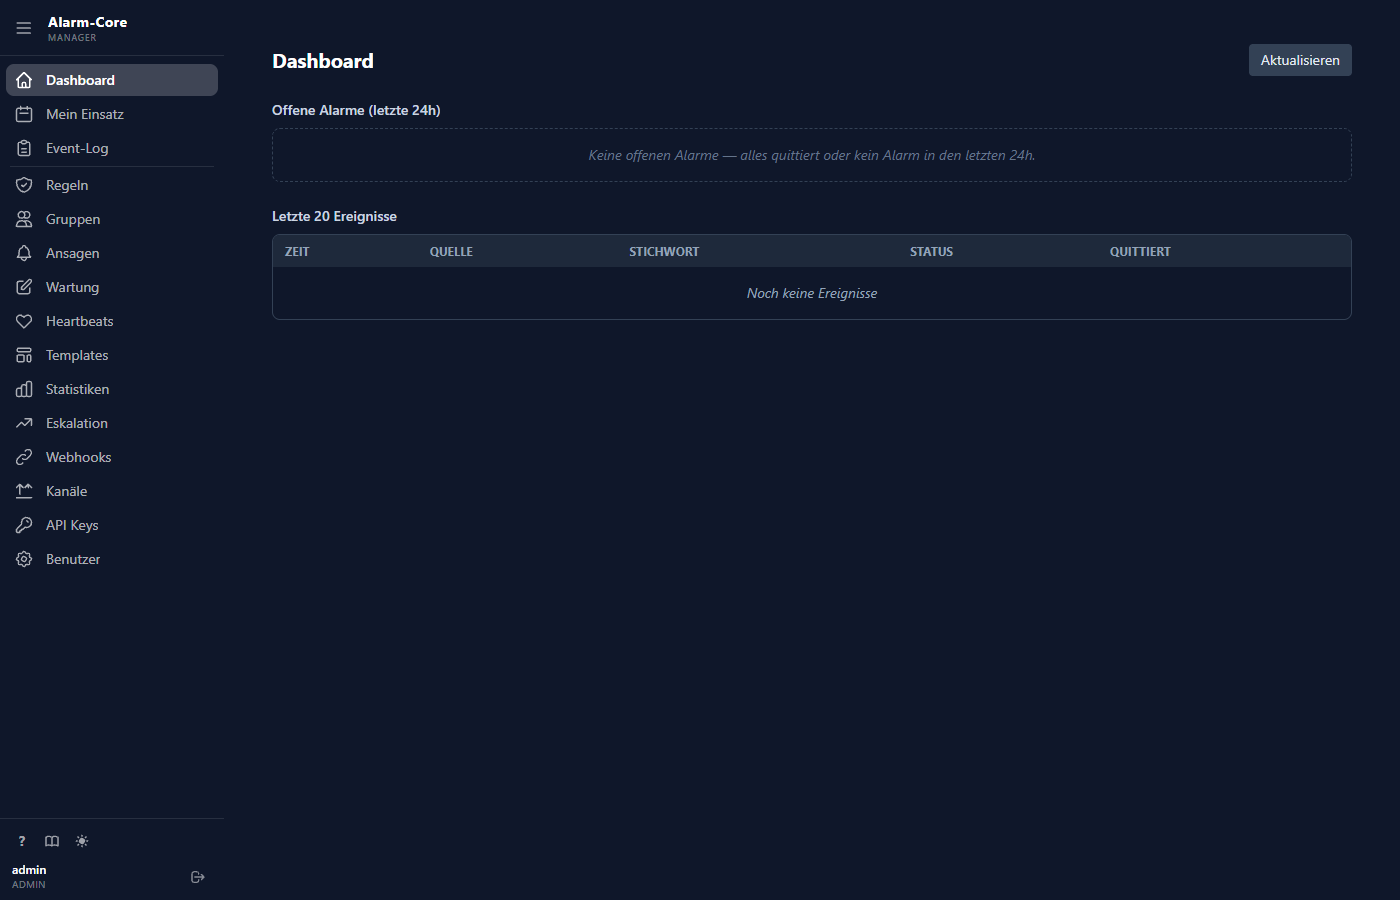 Alarm-Core
MANAGER
Dashboard
Mein Einsatz
Event-Log
Regeln
Gruppen
Ansagen
Wartung
Heartbeats
Templates
Statistiken
Eskalation
Webhooks
Kanäle
API Keys
Benutzer
?
admin
ADMIN
Dashboard
Aktualisieren
Offene Alarme (letzte 24h)
Keine offenen Alarme — alles quittiert oder kein Alarm in den letzten 24h.
Letzte 20 Ereignisse
ZEIT QUELLE STICHWORT STATUS QUITTIERT
Noch keine Ereignisse